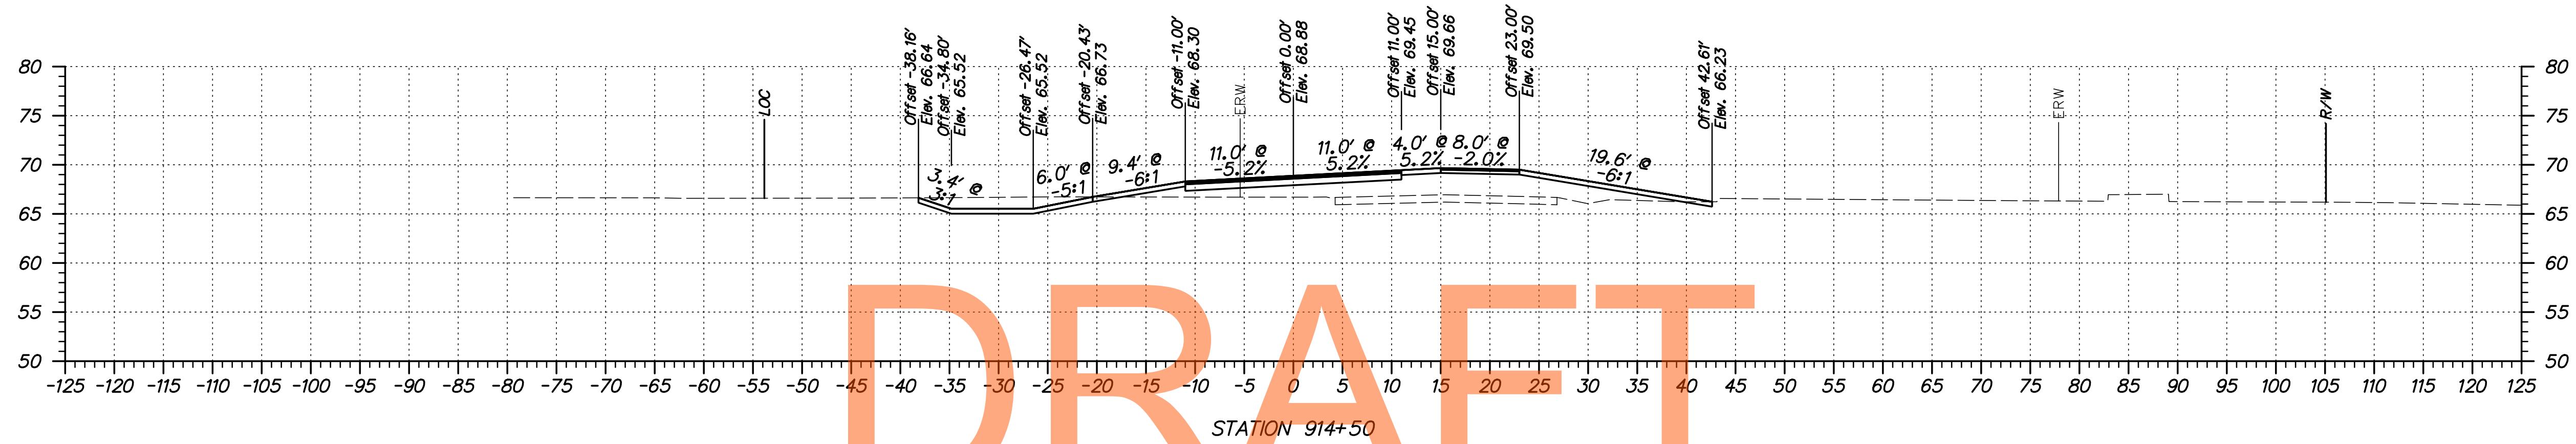 Offset -38.16'
Elev. 66.64
Offset -34.80'
Elev. 65.52
Offset -26.47'
Elev. 65.52
Offset -20.43'
Elev. 66.73
Offset -11.00'
Elev. 68.30
Offset 0.00'
Elev. 68.88
Offset 11.00'
Elev. 69.45
Offset 15.00'
Elev. 69.66
Offset 23.00'
Elev. 69.50
Offset 42.61'
Elev. 66.23
LOC
E.R.W
E.R.W
R/W
80 80
75 75
70 70
65 65
60 60
55 55
50 50
3.4' @
3:1
6.0' @
-5:1
9.4' @
-6:1
11.0' @
-5.2%
11.0' @
5.2%
4.0' @
5.2%
8.0' @
-2.0%
19.6' @
-6:1
-125 -120 -115 -110 -105 -100 -95 -90 -85 -80 -75 -70 -65 -60 -55 -50 -45 -40 -35 -30 -25 -20 -15 -10 -5 0 5 10 15 20 25 30 35 40 45 50 55 60 65 70 75 80 85 90 95 100 105 110 115 120 125
STATION 914+50
DRAFT